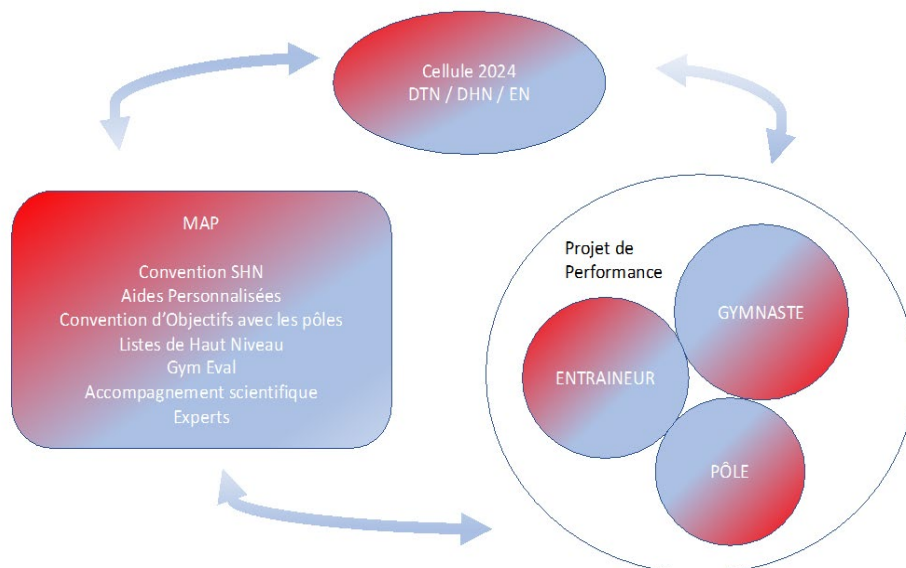 Cellule 2024
DTN / DHN / EN
MAP
Convention SHN
Aides Personnalisées
Convention d'Objectifs avec les pôles
Listes de Haut Niveau
Gym Eval
Accompagnement scientifique
Experts
Projet de
Performance
GYMNASTE
ENTRAINEUR
PÔLE